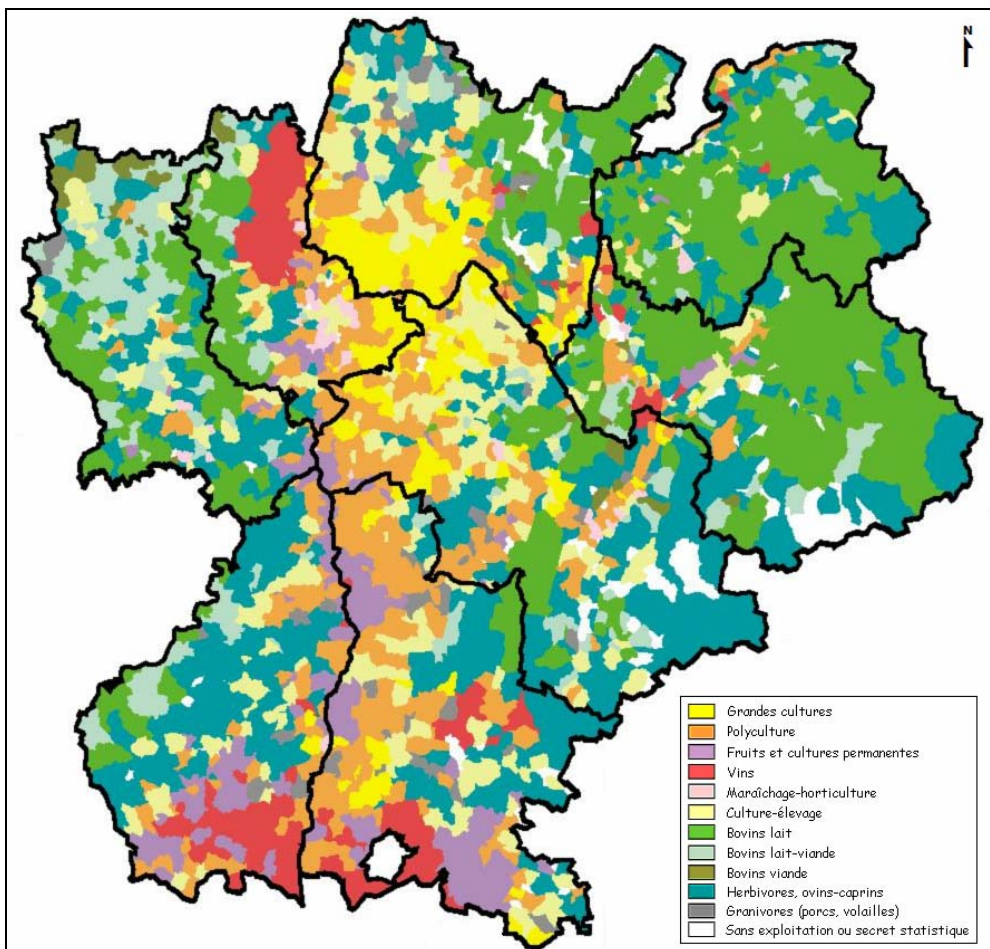 N
Grandes cultures
Polyculture
Fruits et cultures permanentes
Vins
Maraîchage-horticulture
Culture-élevage
Bovins lait
Bovins lait-viande
Bovins viande
Herbivores, ovins-caprins
Granivores (porcs, volailles)
Sans exploitation ou secret statistique